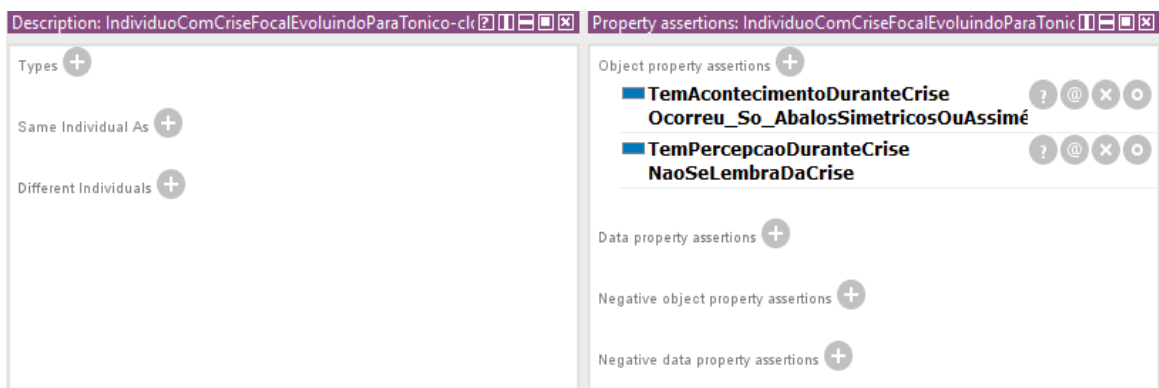 Description: IndividuoComCriseFocalEvoluindoParaTonico-clo
Property assertions: IndividuoComCriseFocalEvoluindoParaTonic
Types
Same Individual As
Different Individuals
Object property assertions
TemAcontecimentoDuranteCrise
Ocorreu_So_AbalosSimetricosOuAssimé
TemPercepcaoDuranteCrise
NaoSeLembraDaCrise
Data property assertions
Negative object property assertions
Negative data property assertions